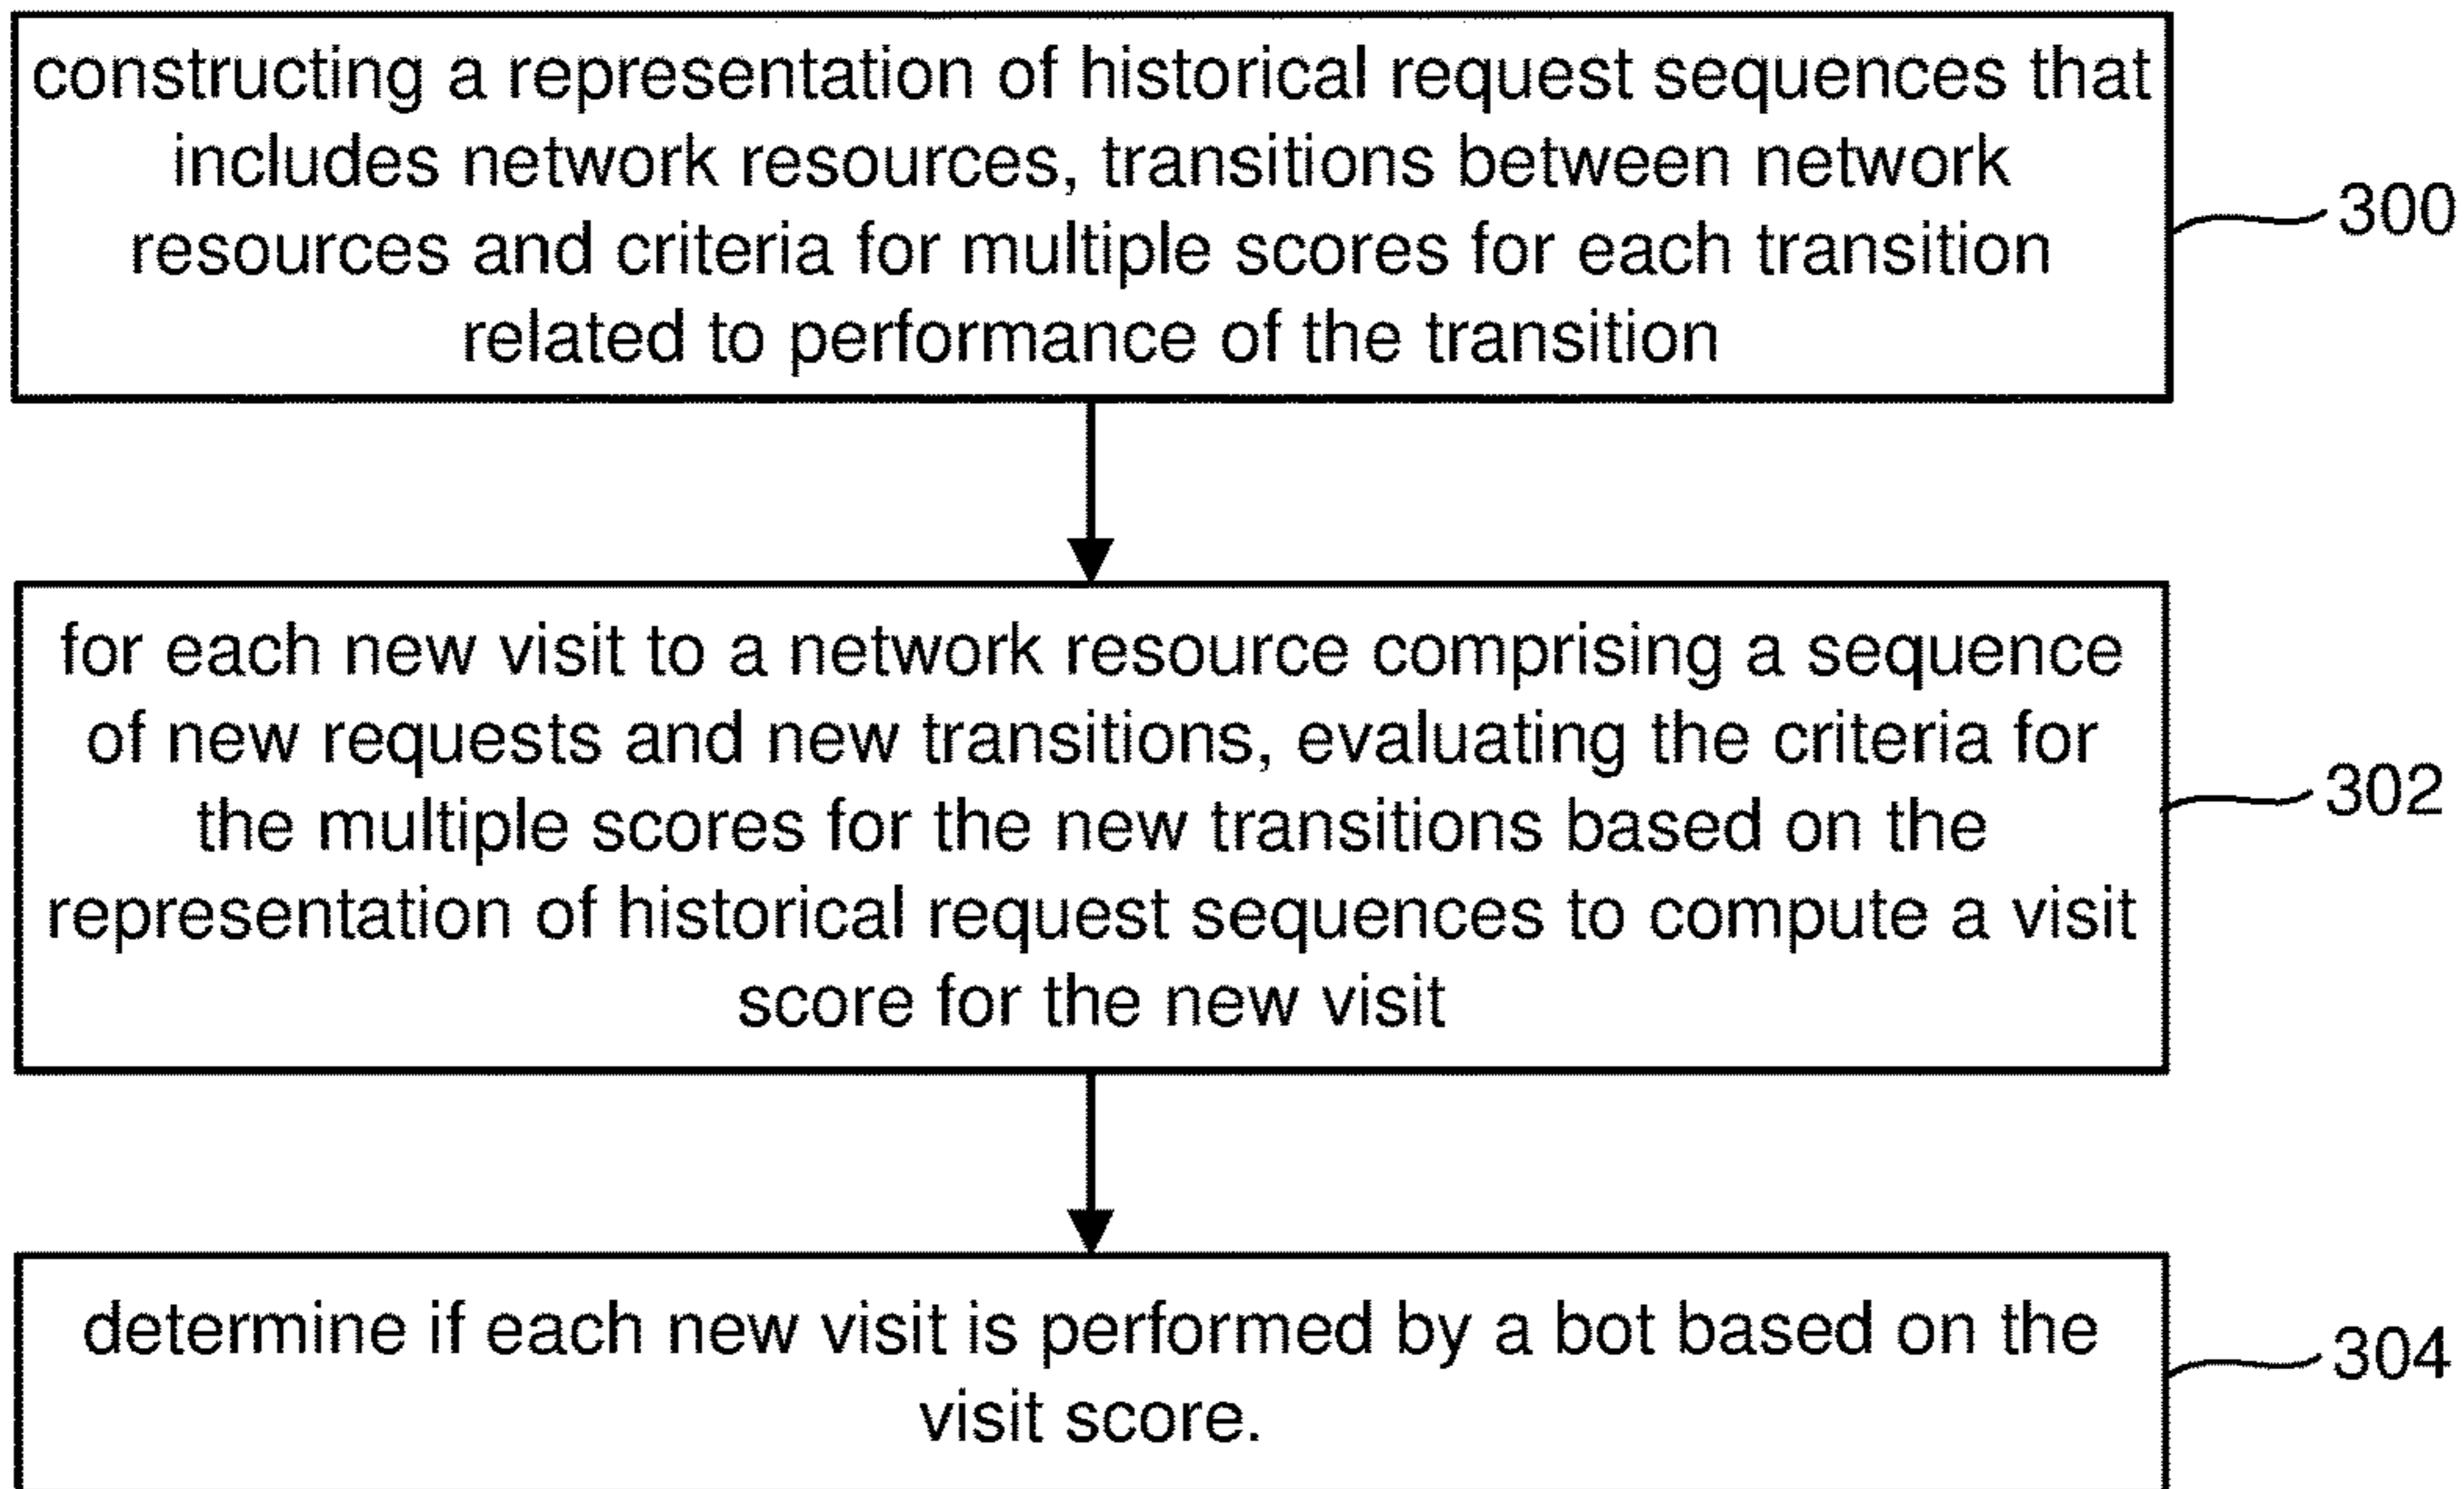 constructing a representation of historical request sequences that
includes network resources, transitions between network
resources and criteria for multiple scores for each transition
related to performance of the transition
300
for each new visit to a network resource comprising a sequence
of new requests and new transitions, evaluating the criteria for
the multiple scores for the new transitions based on the
representation of historical request sequences to compute a visit
score for the new visit
302
determine if each new visit is performed by a bot based on the
visit score.
304